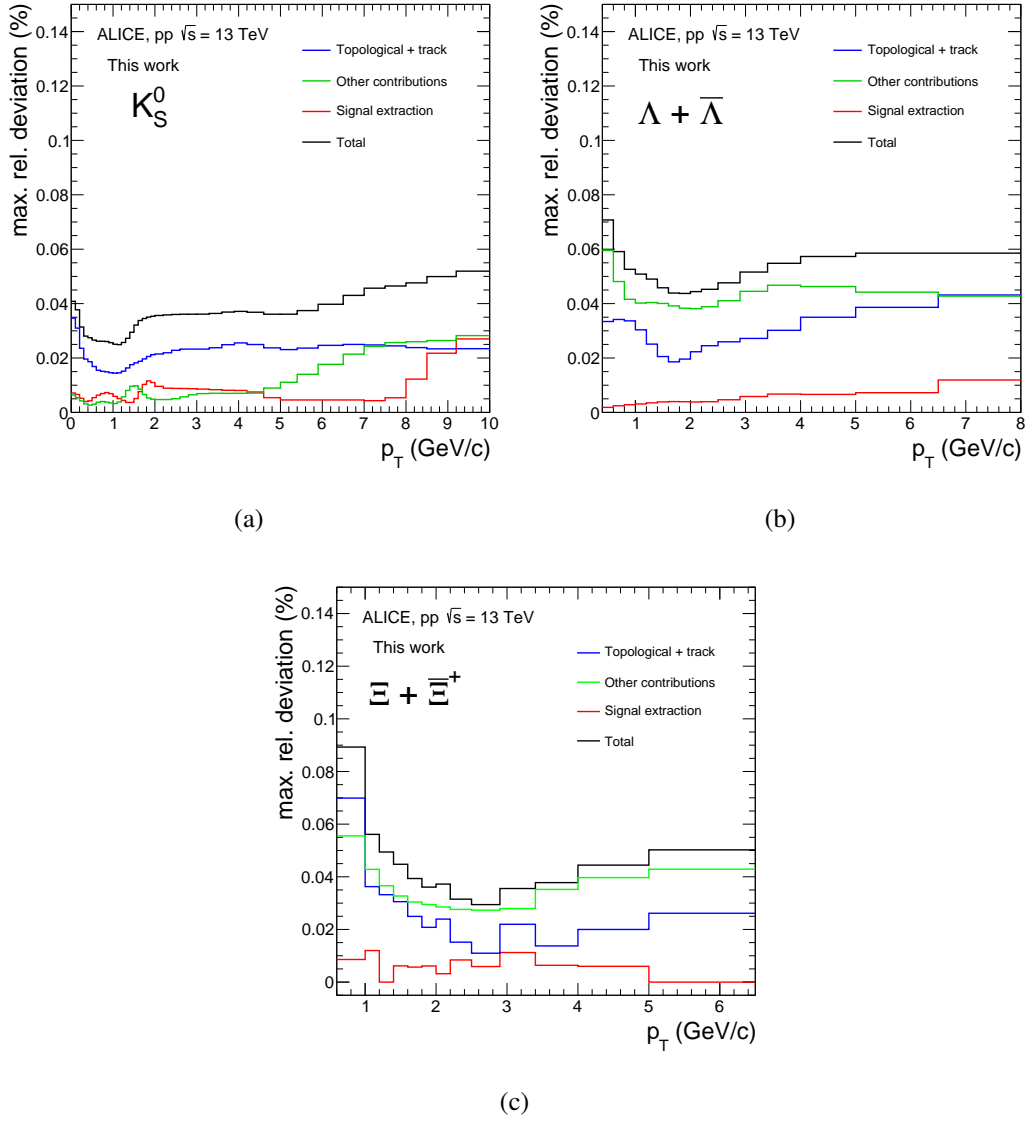 max. rel. deviation (%)
0.14
0.12
0.1
0.08
0.06
0.04
0.02
0
ALICE, pp √s = 13 TeV
This work
K⁰_S
Topological + track
Other contributions
Signal extraction
Total
0 1 2 3 4 5 6 7 8 9 10
p_T (GeV/c)
(a)
max. rel. deviation (%)
0.14
0.12
0.1
0.08
0.06
0.04
0.02
0
ALICE, pp √s = 13 TeV
This work
Λ + Λ̅
Topological + track
Other contributions
Signal extraction
Total
1 2 3 4 5 6 7 8
p_T (GeV/c)
(b)
max. rel. deviation (%)
0.14
0.12
0.1
0.08
0.06
0.04
0.02
0
ALICE, pp √s = 13 TeV
This work
Ξ + Ξ̅⁺
Topological + track
Other contributions
Signal extraction
Total
1 2 3 4 5 6
p_T (GeV/c)
(c)